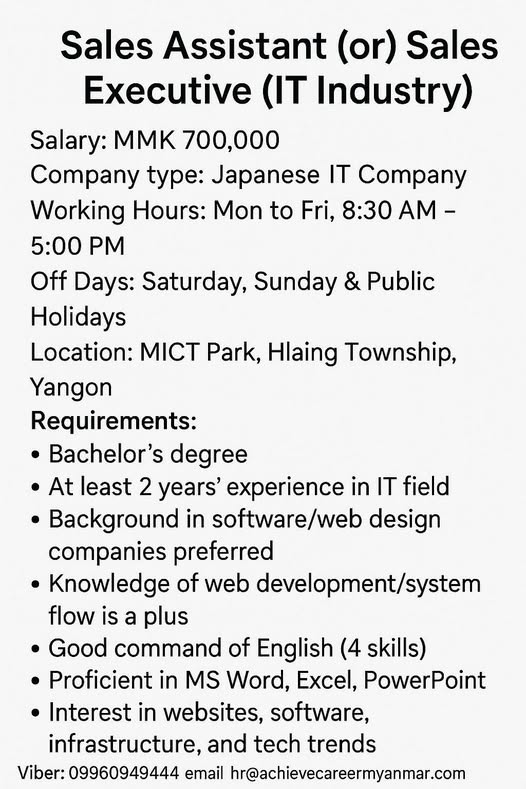 Sales Assistant (or) Sales
Executive (IT Industry)
Salary: MMK 700,000
Company type: Japanese IT Company
Working Hours: Mon to Fri, 8:30 AM –
5:00 PM
Off Days: Saturday, Sunday & Public
Holidays
Location: MICT Park, Hlaing Township,
Yangon
Requirements:
• Bachelor's degree
• At least 2 years' experience in IT field
• Background in software/web design
companies preferred
• Knowledge of web development/system
flow is a plus
• Good command of English (4 skills)
• Proficient in MS Word, Excel, PowerPoint
• Interest in websites, software,
infrastructure, and tech trends
Viber: 09960949444 email hr@achievecareermyanmar.com